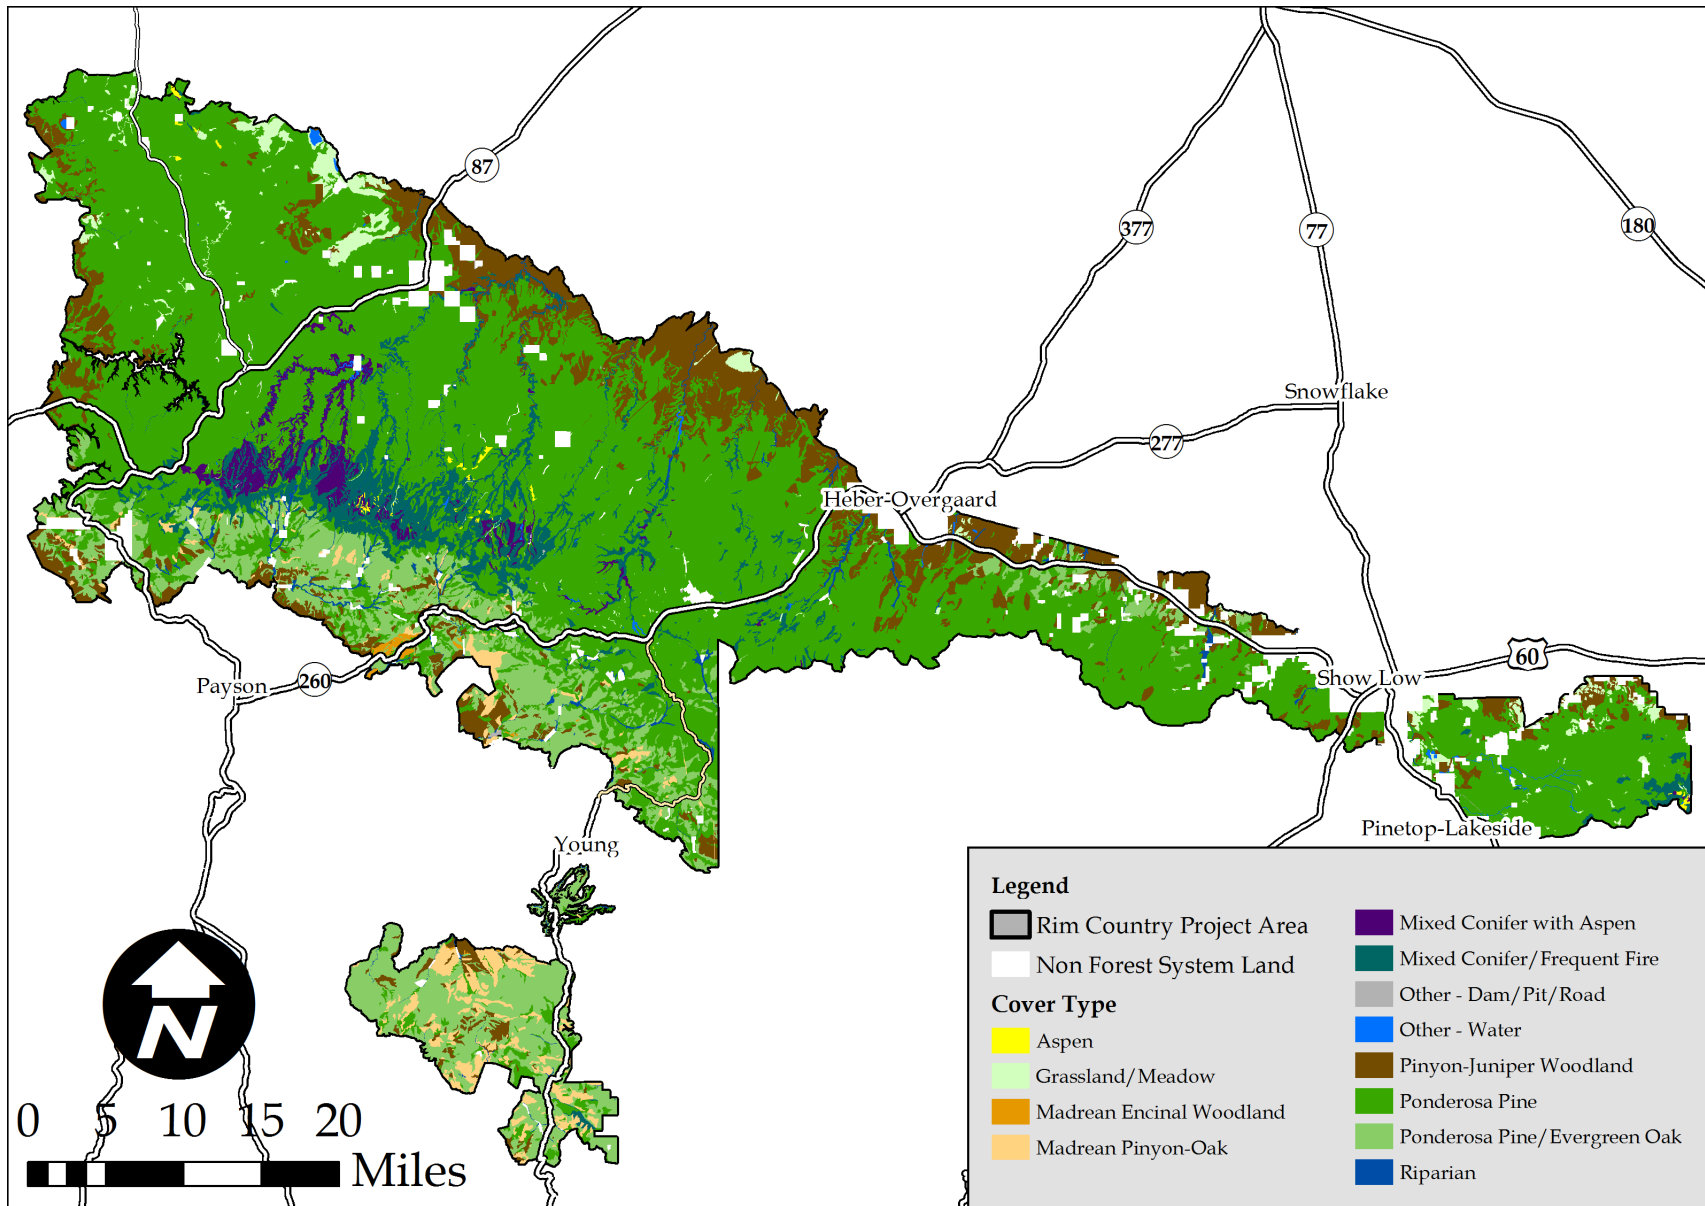 87
377
77
180
Snowflake
277
Heber-Overgaard
60
Show Low
Payson
260
Pinetop-Lakeside
Young
N
0 5 10 15 20
Miles
Legend
Rim Country Project Area
Non Forest System Land
Cover Type
Aspen
Grassland/Meadow
Madrean Encinal Woodland
Madrean Pinyon-Oak
Mixed Conifer with Aspen
Mixed Conifer/Frequent Fire
Other - Dam/Pit/Road
Other - Water
Pinyon-Juniper Woodland
Ponderosa Pine
Ponderosa Pine/Evergreen Oak
Riparian